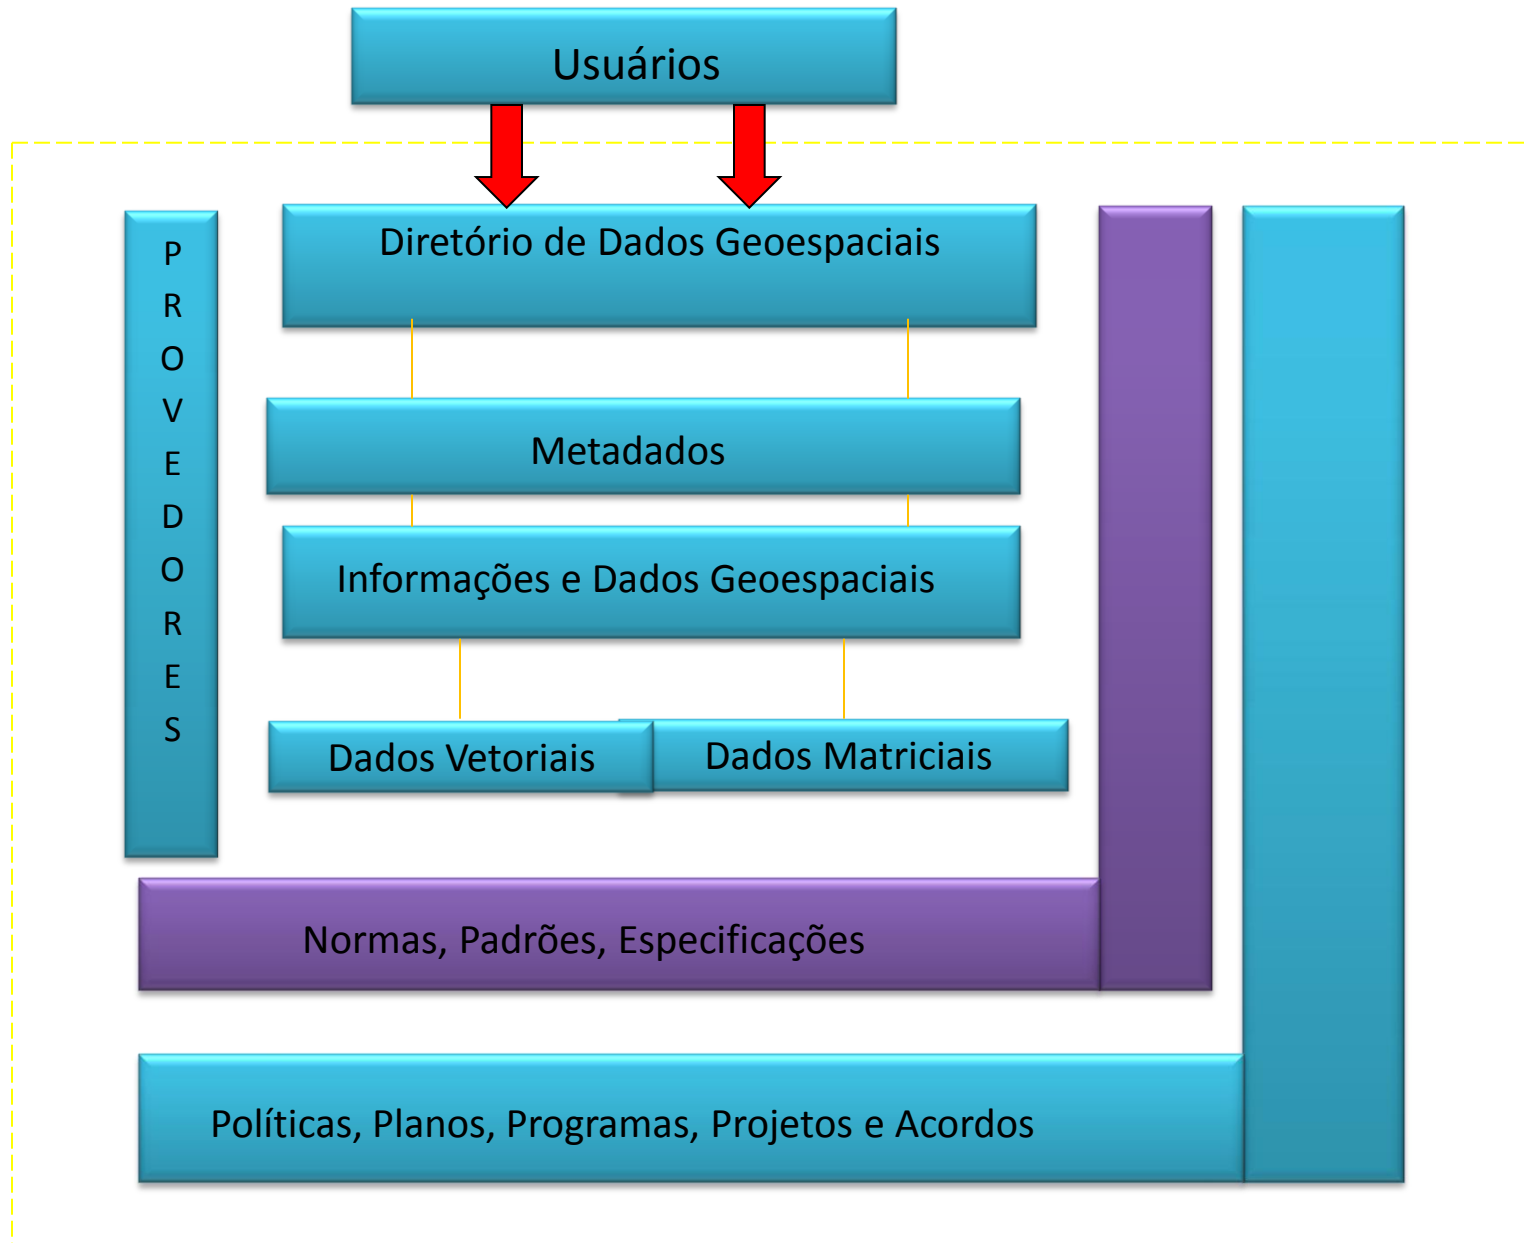 Usuários
PROVEDORES
Diretório de Dados Geoespaciais
Metadados
Informações e Dados Geoespaciais
Dados Vetoriais
Dados Matriciais
Normas, Padrões, Especificações
Políticas, Planos, Programas, Projetos e Acordos